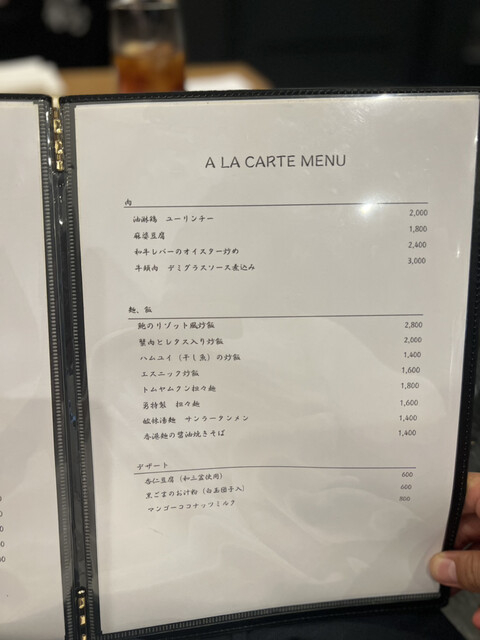 A LA CARTE MENU
肉
油淋鶏 ユーリンチー 2,000
麻婆豆腐 1,800
和牛レバーのオイスター炒め 2,400
牛頬肉 デミグラスソース煮込み 3,000
麺、飯
鮑のリゾット風炒飯 2,800
蟹肉とレタス入り炒飯 2,000
ハムユイ(干し魚)の炒飯 1,400
エスニック炒飯 1,600
トムヤムクン担々麺 1,800
特製 担々麺 1,600
酸辣湯麺 サンラータンメン 1,400
香港麺の醤油焼きそば 1,400
デザート
杏仁豆腐(和三盆使用) 600
黒ごまのお汁粉(白玉団子入) 600
マンゴーココナッツミルク 800